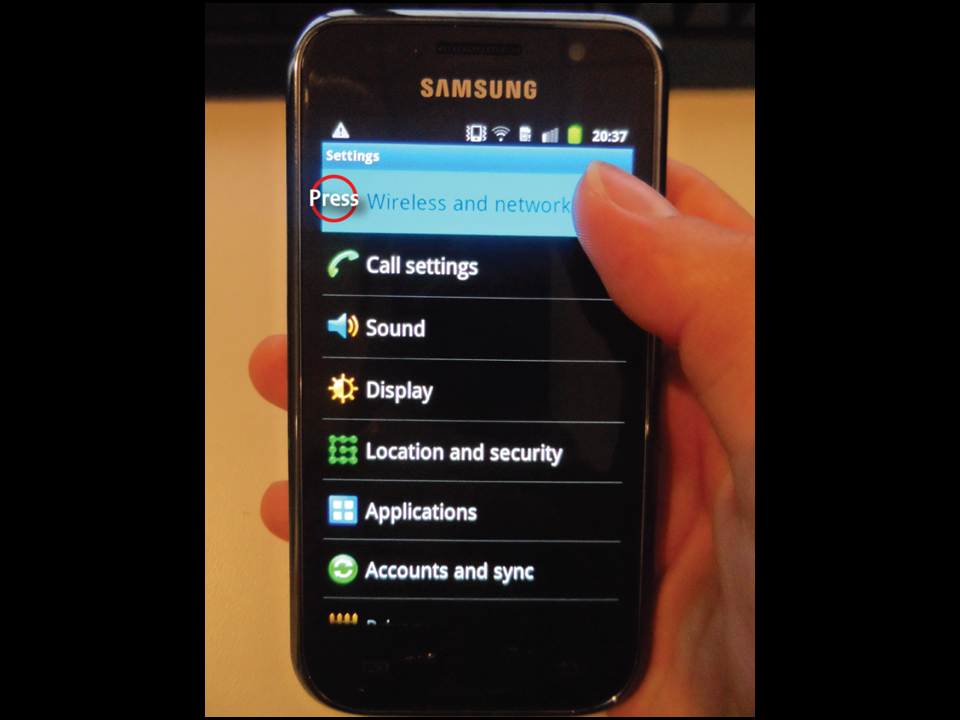 SAMSUNG
20:37
Settings
Press Wireless and network
Call settings
Sound
Display
Location and security
Applications
Accounts and sync